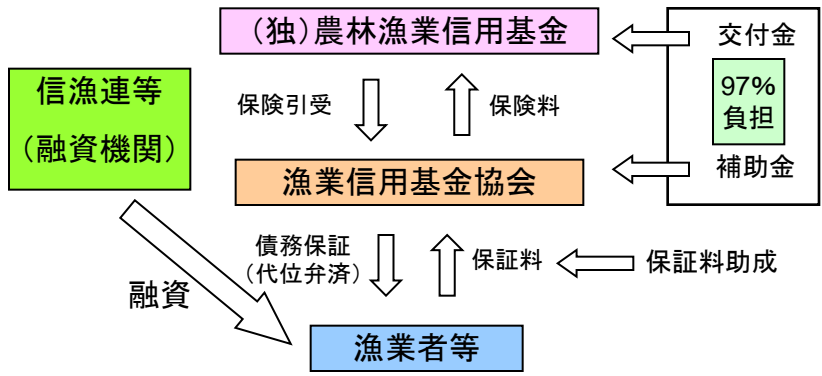 (独)農林漁業信用基金
交付金
97%
負担
補助金
信漁連等
(融資機関)
保険引受
保険料
漁業信用基金協会
債務保証
(代位弁済)
保証料
保証料助成
融資
漁業者等